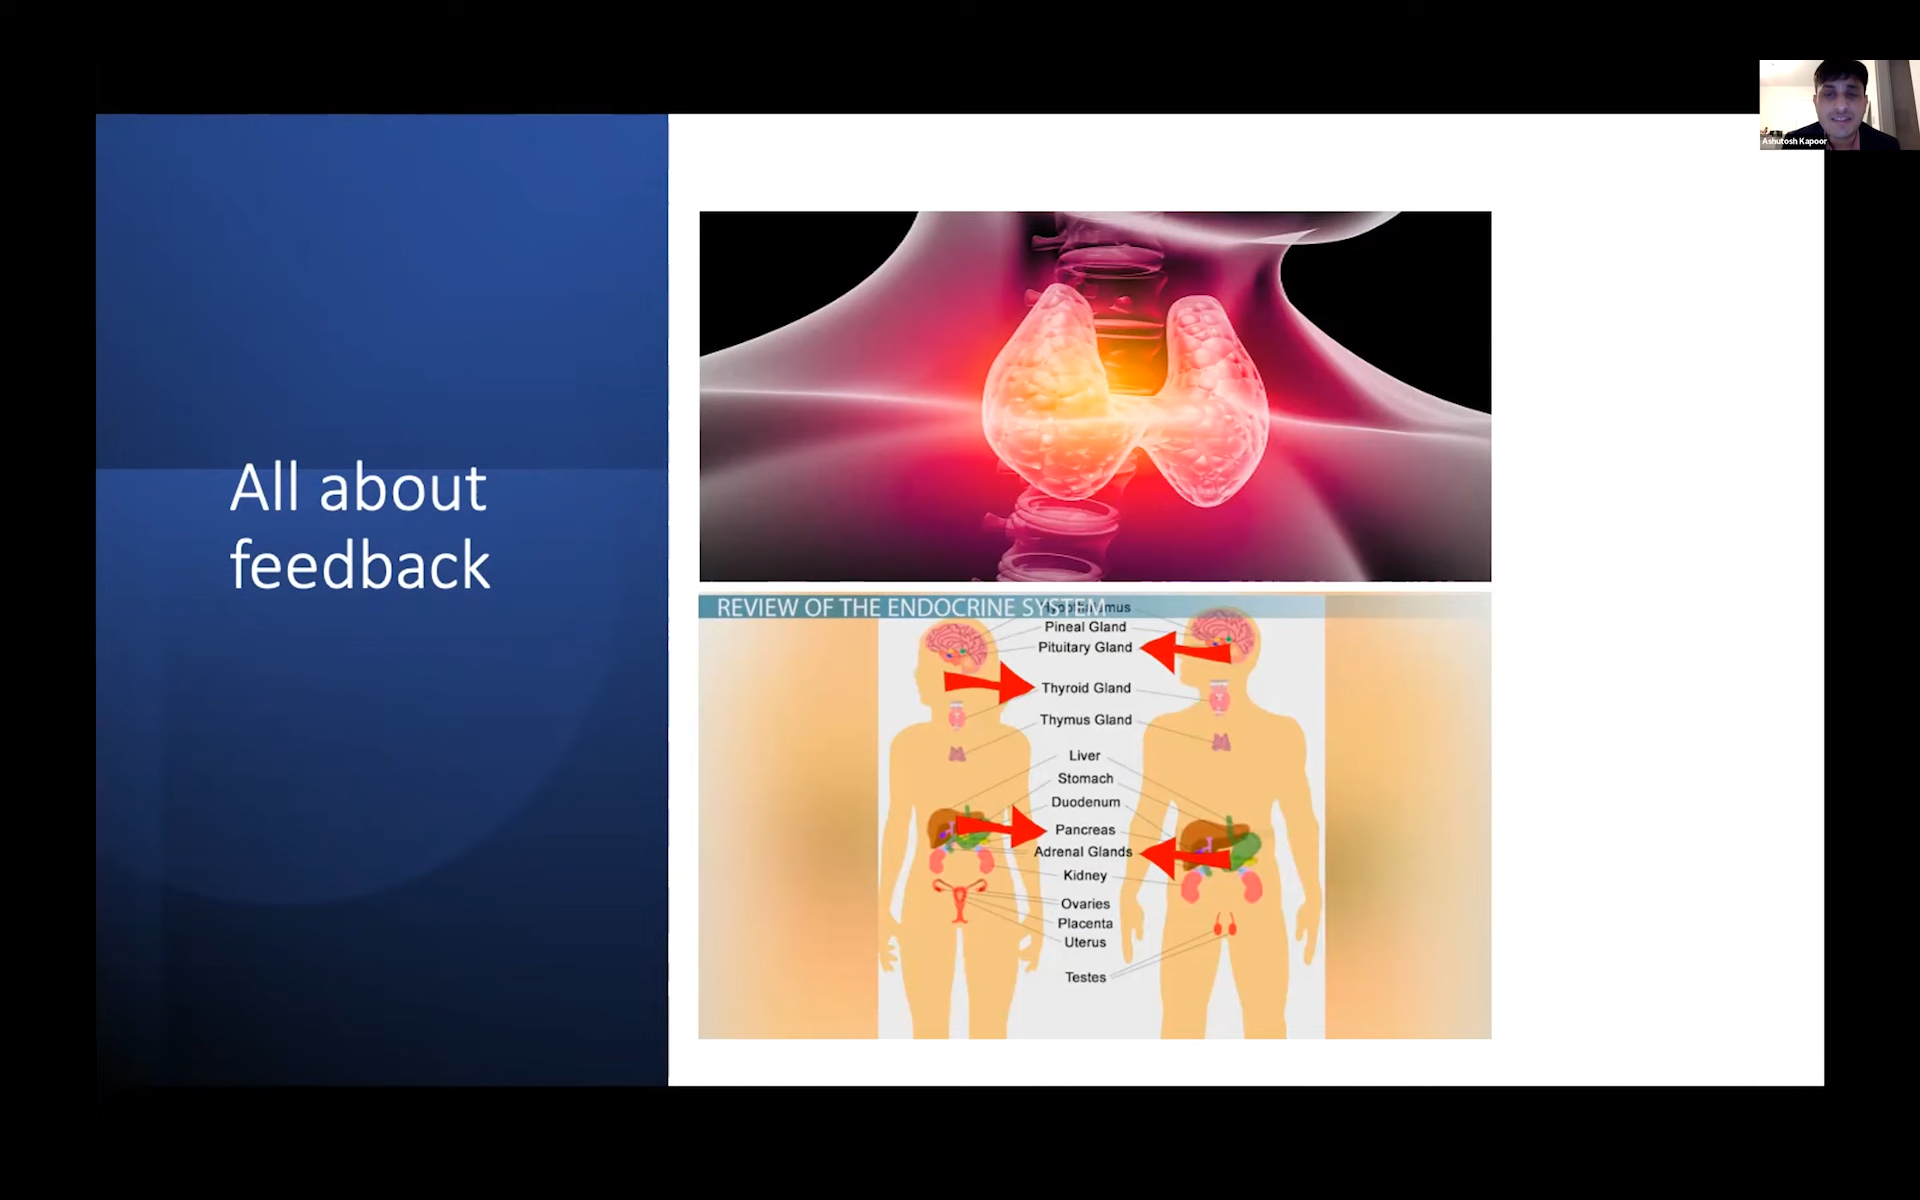 Ashutosh Kapoor
All about
feedback
REVIEW OF THE ENDOCRINE SYSTEM
Hypothalamus
Pineal Gland
Pituitary Gland
Thyroid Gland
Thymus Gland
Liver
Stomach
Duodenum
Pancreas
Adrenal Glands
Kidney
Ovaries
Placenta
Uterus
Testes